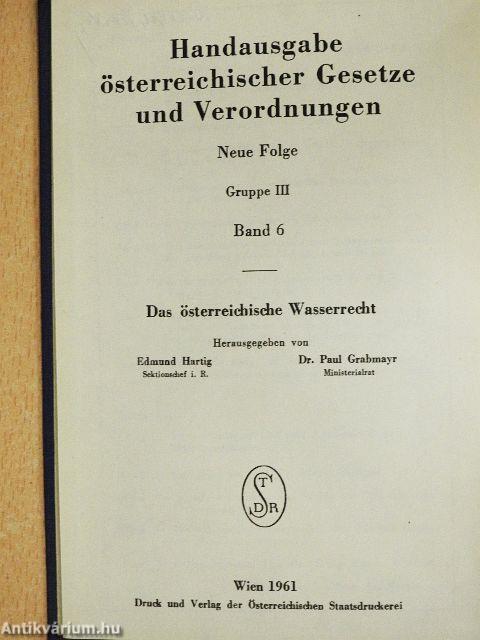 Handausgabe
österreichischer Gesetze
und Verordnungen
Neue Folge
Gruppe III
Band 6
Das österreichische Wasserrecht
Herausgegeben von
Edmund Hartig
Sektionschef i. R.
Dr. Paul Grabmayr
Ministerialrat
STDR
Wien 1961
Druck und Verlag der Österreichischen Staatsdruckerei
Antikvárium.hu